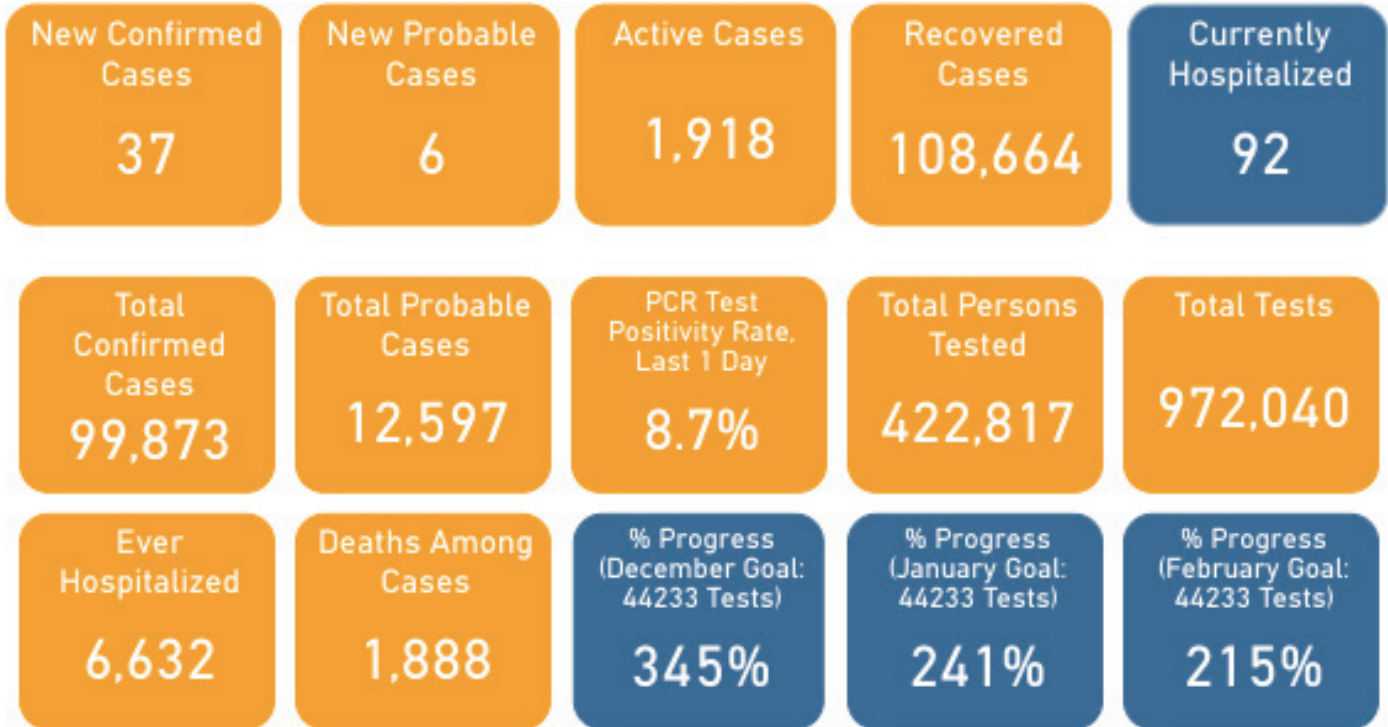 New Confirmed
Cases
37
New Probable
Cases
6
Active Cases
1,918
Recovered
Cases
108,664
Currently
Hospitalized
92
Total
Confirmed
Cases
99,873
Total Probable
Cases
12,597
PCR Test
Positivity Rate,
Last 1 Day
8.7%
Total Persons
Tested
422,817
Total Tests
972,040
Ever
Hospitalized
6,632
Deaths Among
Cases
1,888
% Progress
(December Goal:
44233 Tests)
345%
% Progress
(January Goal:
44233 Tests)
241%
% Progress
(February Goal:
44233 Tests)
215%